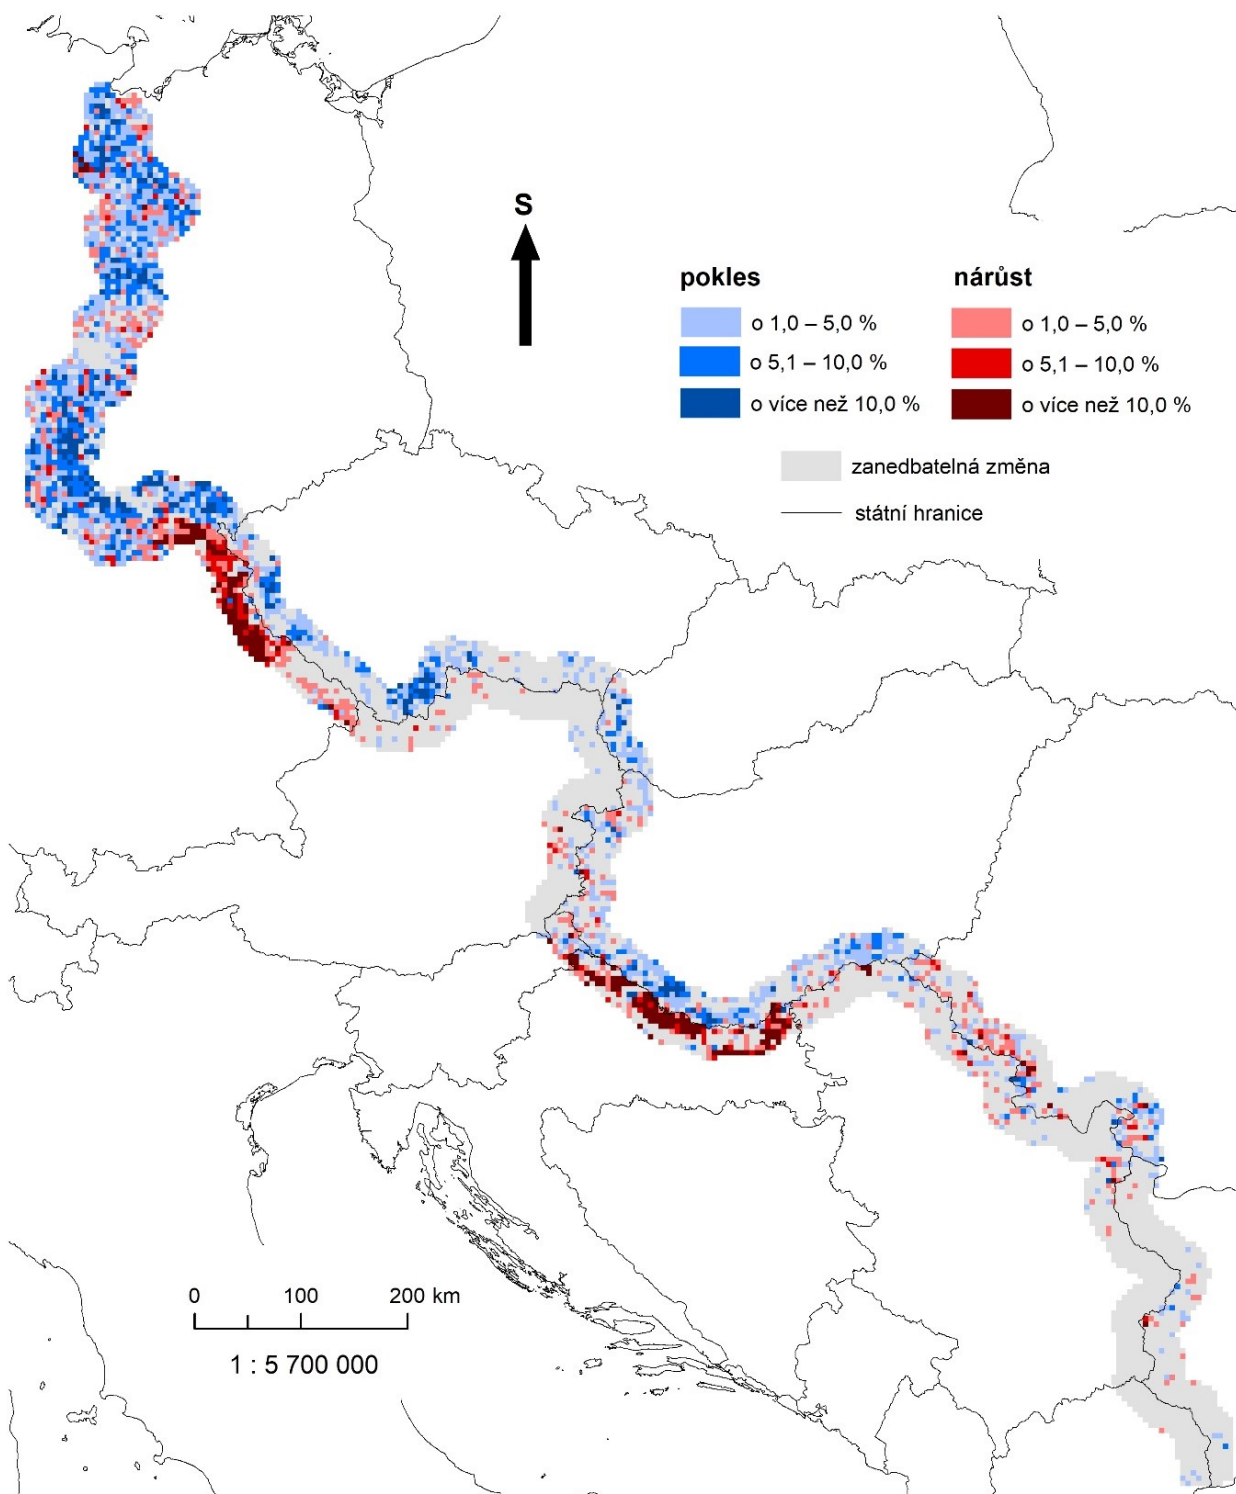 S
pokles
nárůst
o 1,0 – 5,0 %
o 1,0 – 5,0 %
o 5,1 – 10,0 %
o 5,1 – 10,0 %
o více než 10,0 %
o více než 10,0 %
zanedbatelná změna
státní hranice
0 100 200 km
1 : 5 700 000